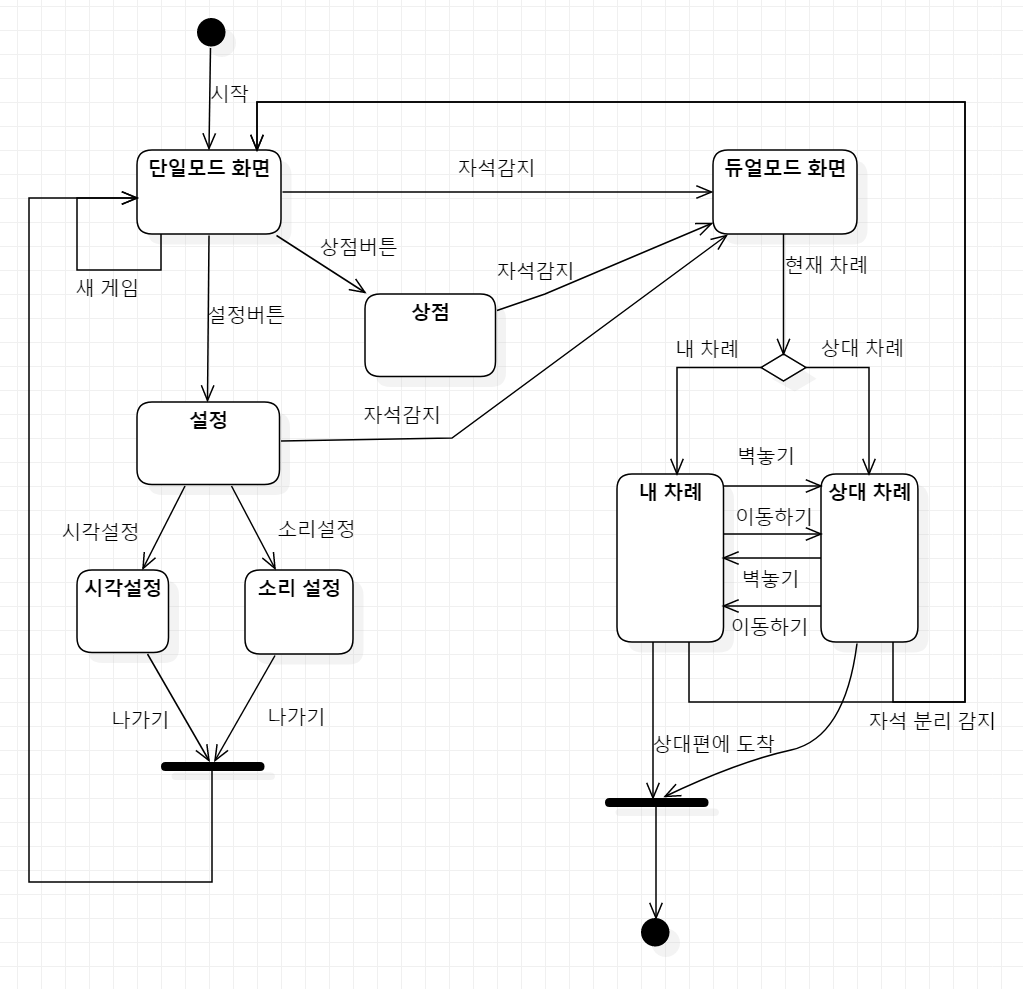 시작
단일모드 화면
자석감지
듀얼모드 화면
상점버튼
현재 차례
자석감지
새 게임
설정버튼
상점
내 차례
상대 차례
자석감지
설정
벽놓기
내 차례
상대 차례
이동하기
시각설정
소리설정
벽놓기
시각설정
소리 설정
이동하기
나가기
나가기
자석 분리 감지
상대편에 도착